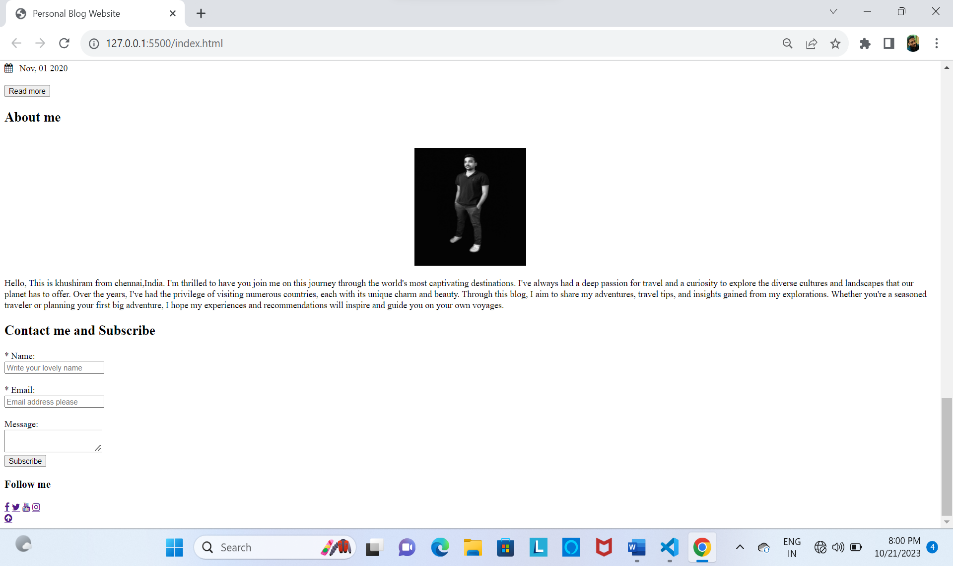 Personal Blog Website
127.0.0.1:5500/index.html
Nov, 01 2020
Read more
About me
Hello, This is khushiram from chennai,India. I'm thrilled to have you join me on this journey through the world's most captivating destinations. I've always had a deep passion for travel and a curiosity to explore the diverse cultures and landscapes that our
planet has to offer. Over the years, I've had the privilege of visiting numerous countries, each with its unique charm and beauty. Through this blog, I aim to share my adventures, travel tips, and insights gained from my explorations. Whether you're a seasoned
traveler or planning your first big adventure, I hope my experiences and recommendations will inspire and guide you on your own voyages.
Contact me and Subscribe
* Name:
Write your lovely name
* Email:
Email address please
Message:
Subscribe
Follow me
Search
L
W
ENG
IN
8:00 PM
10/21/2023
4